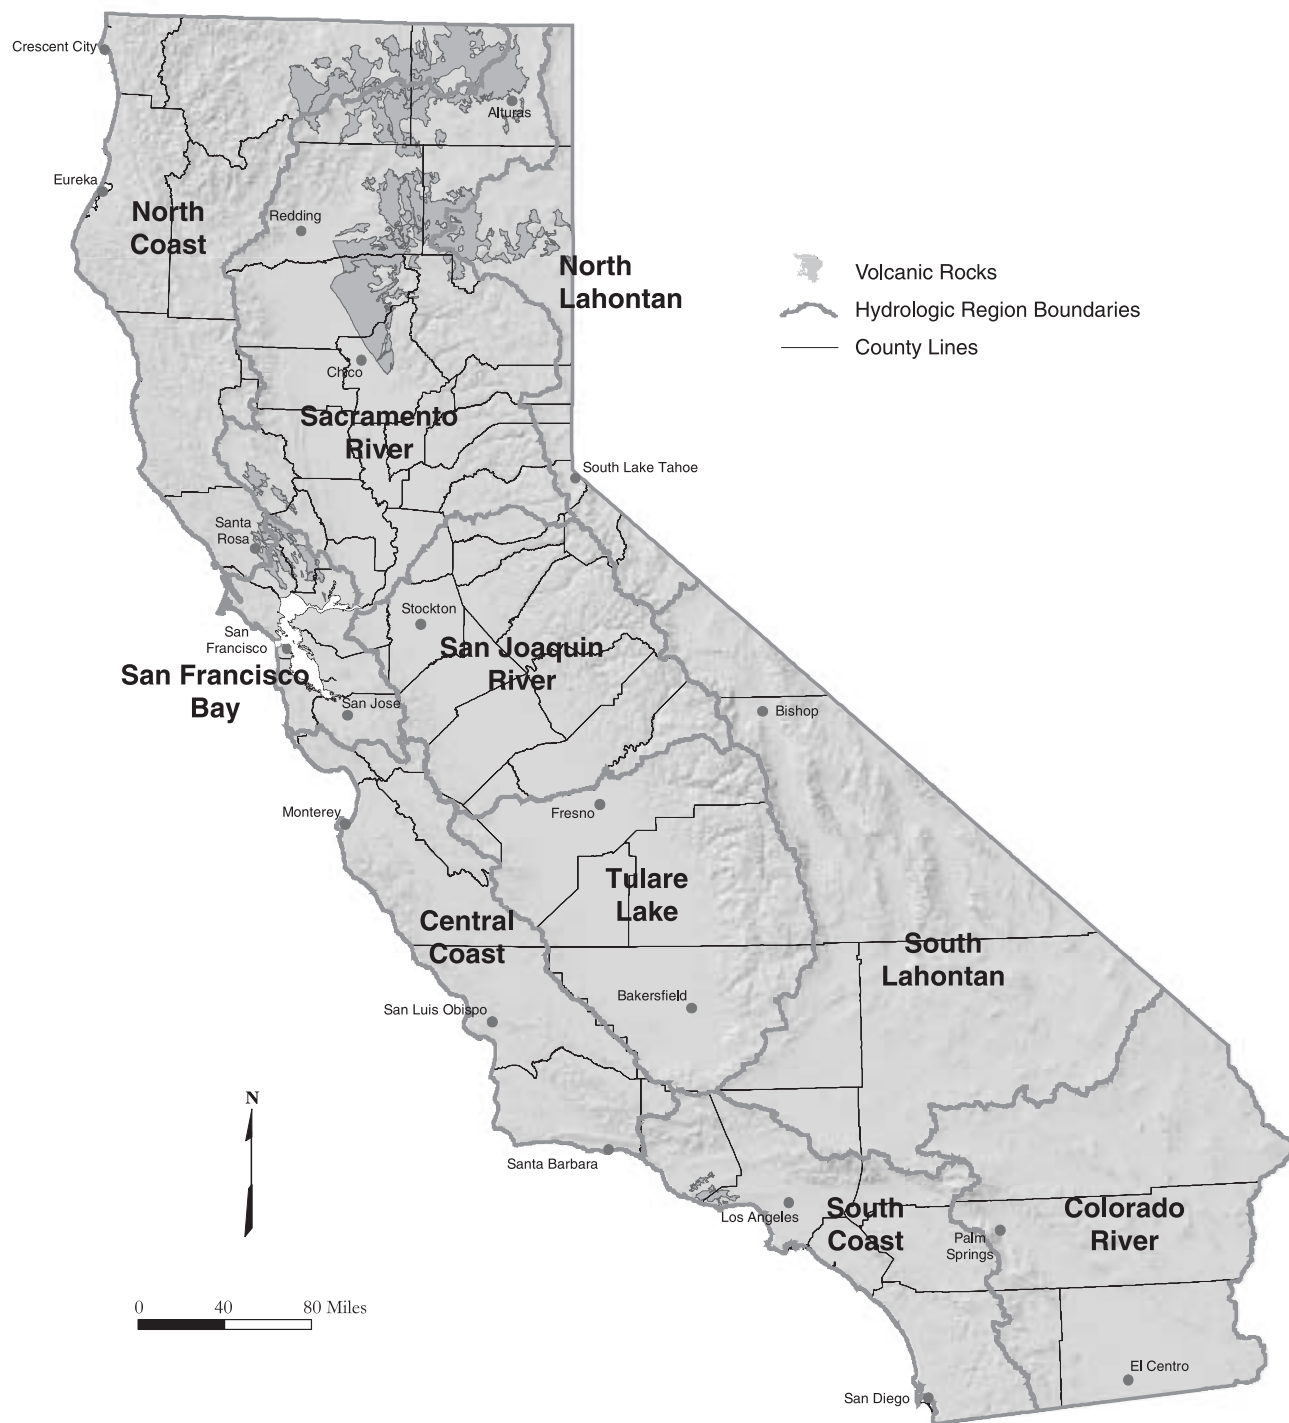 Crescent City
Alturas
Eureka
North
Coast
Redding
North
Lahontan
Volcanic Rocks
Hydrologic Region Boundaries
County Lines
Chico
Sacramento
River
South Lake Tahoe
Santa
Rosa
Stockton
San
Francisco
San Joaquin
River
San Francisco
Bay
San Jose
Bishop
Monterey
Fresno
Tulare
Lake
Central
Coast
South
Lahontan
Bakersfield
San Luis Obispo
N
Santa Barbara
Los Angeles
South
Coast
Palm
Springs
Colorado
River
0 40 80 Miles
El Centro
San Diego